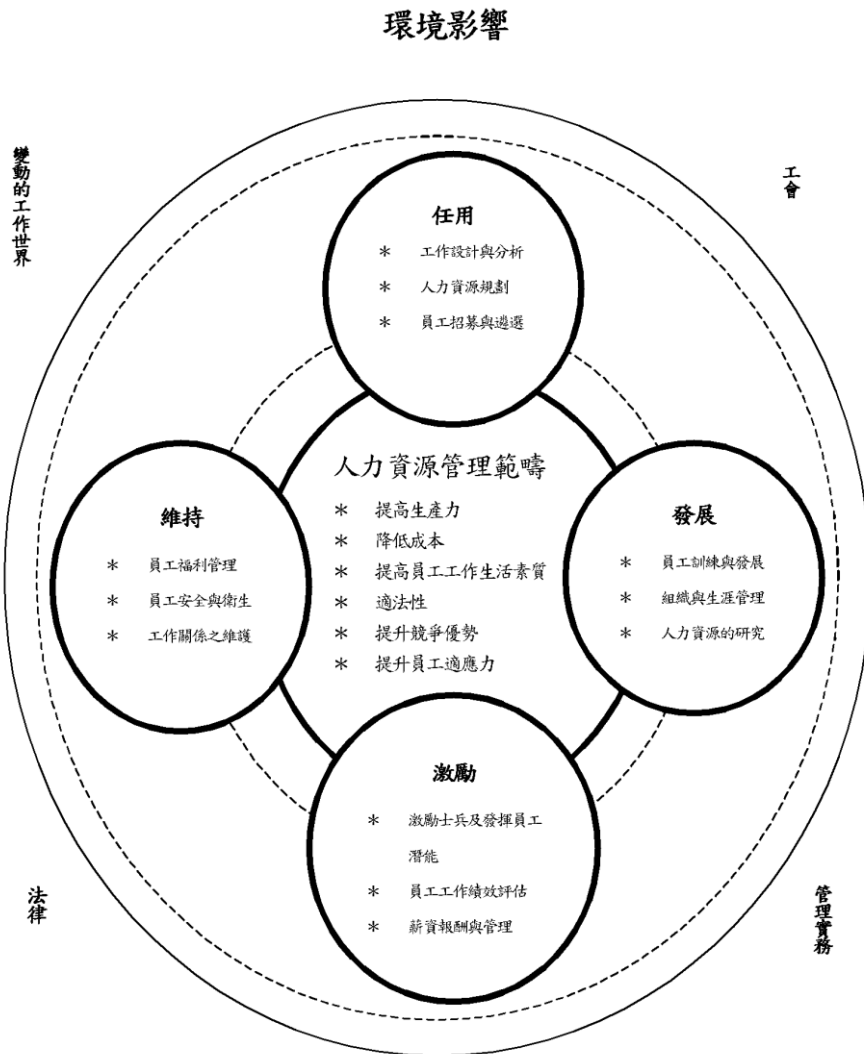 環境影響
變動的工作世界
工會
任用
* 工作設計與分析
* 人力資源規劃
* 員工招募與遴選
人力資源管理範疇
* 提高生產力
* 降低成本
* 提高員工工作生活素質
* 適法性
* 提升競爭優勢
* 提升員工適應力
維持
* 員工福利管理
* 員工安全與衛生
* 工作關係之維護
發展
* 員工訓練與發展
* 組織與生涯管理
* 人力資源的研究
激勵
* 激勵士兵及發揮員工
潛能
* 員工工作績效評估
* 薪資報酬與管理
法律
管理實務